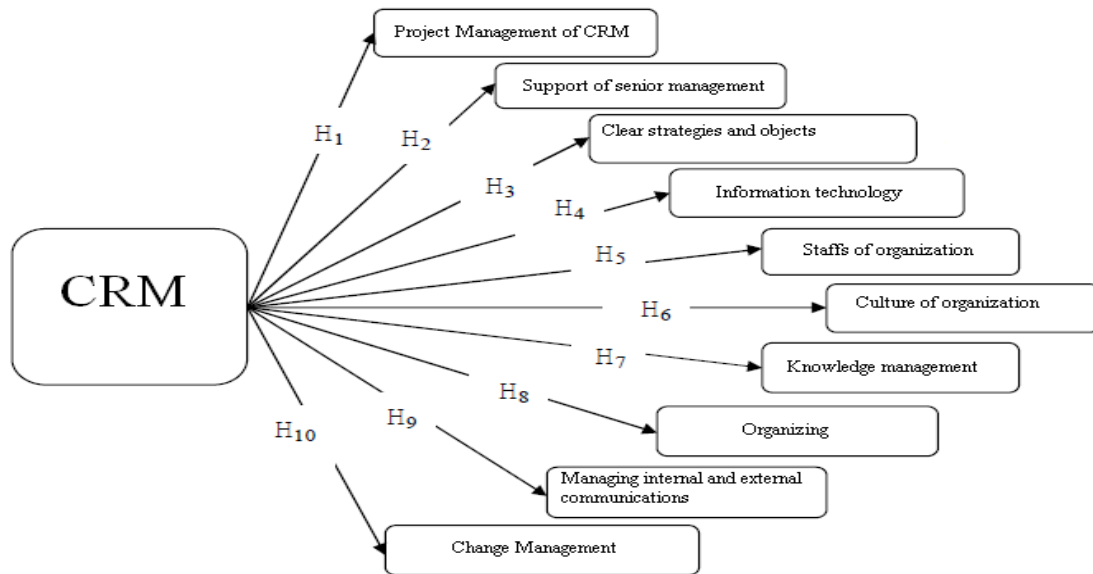 Project Management of CRM
Support of senior management
Clear strategies and objects
Information technology
Staffs of organization
Culture of organization
Knowledge management
Organizing
Managing internal and external
communications
Change Management
CRM
H1
H2
H3
H4
H5
H6
H7
H8
H9
H10